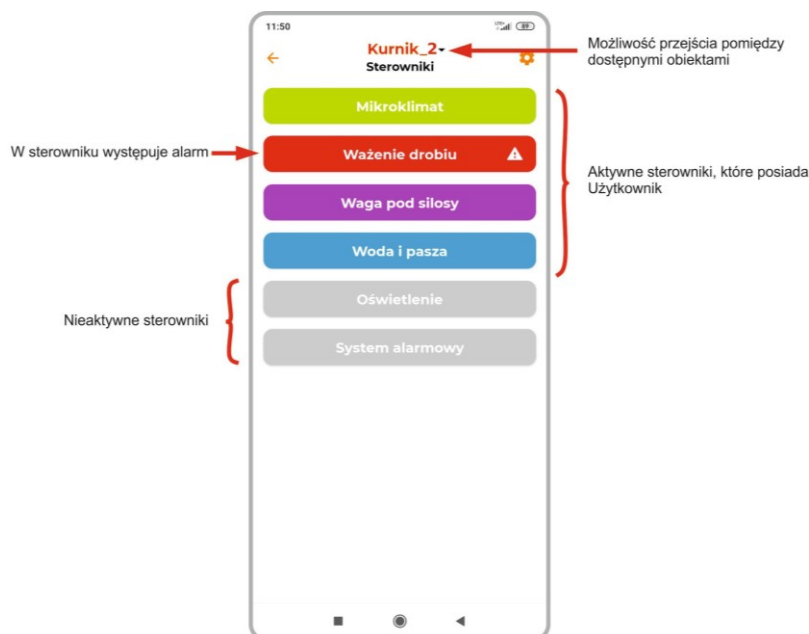 11:50
89
Kurnik_2
Sterowniki
Możliwość przejścia pomiędzy
dostępnymi obiektami
Mikroklimat
W sterowniku występuje alarm
Ważenie drobiu
Aktywne sterowniki, które posiada
Użytkownik
Waga pod silosy
Woda i pasza
Nieaktywne sterowniki
Oświetlenie
System alarmowy